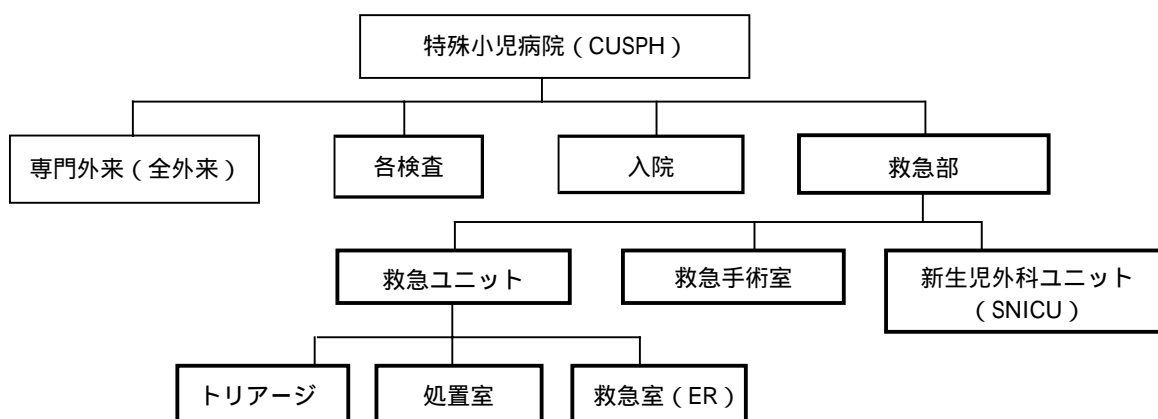 特殊小児病院（CUSPH）
専門外来（全外来）
各検査
入院
救急部
救急ユニット
救急手術室
新生児外科ユニット
（SNICU）
トリアージ
処置室
救急室（ER）